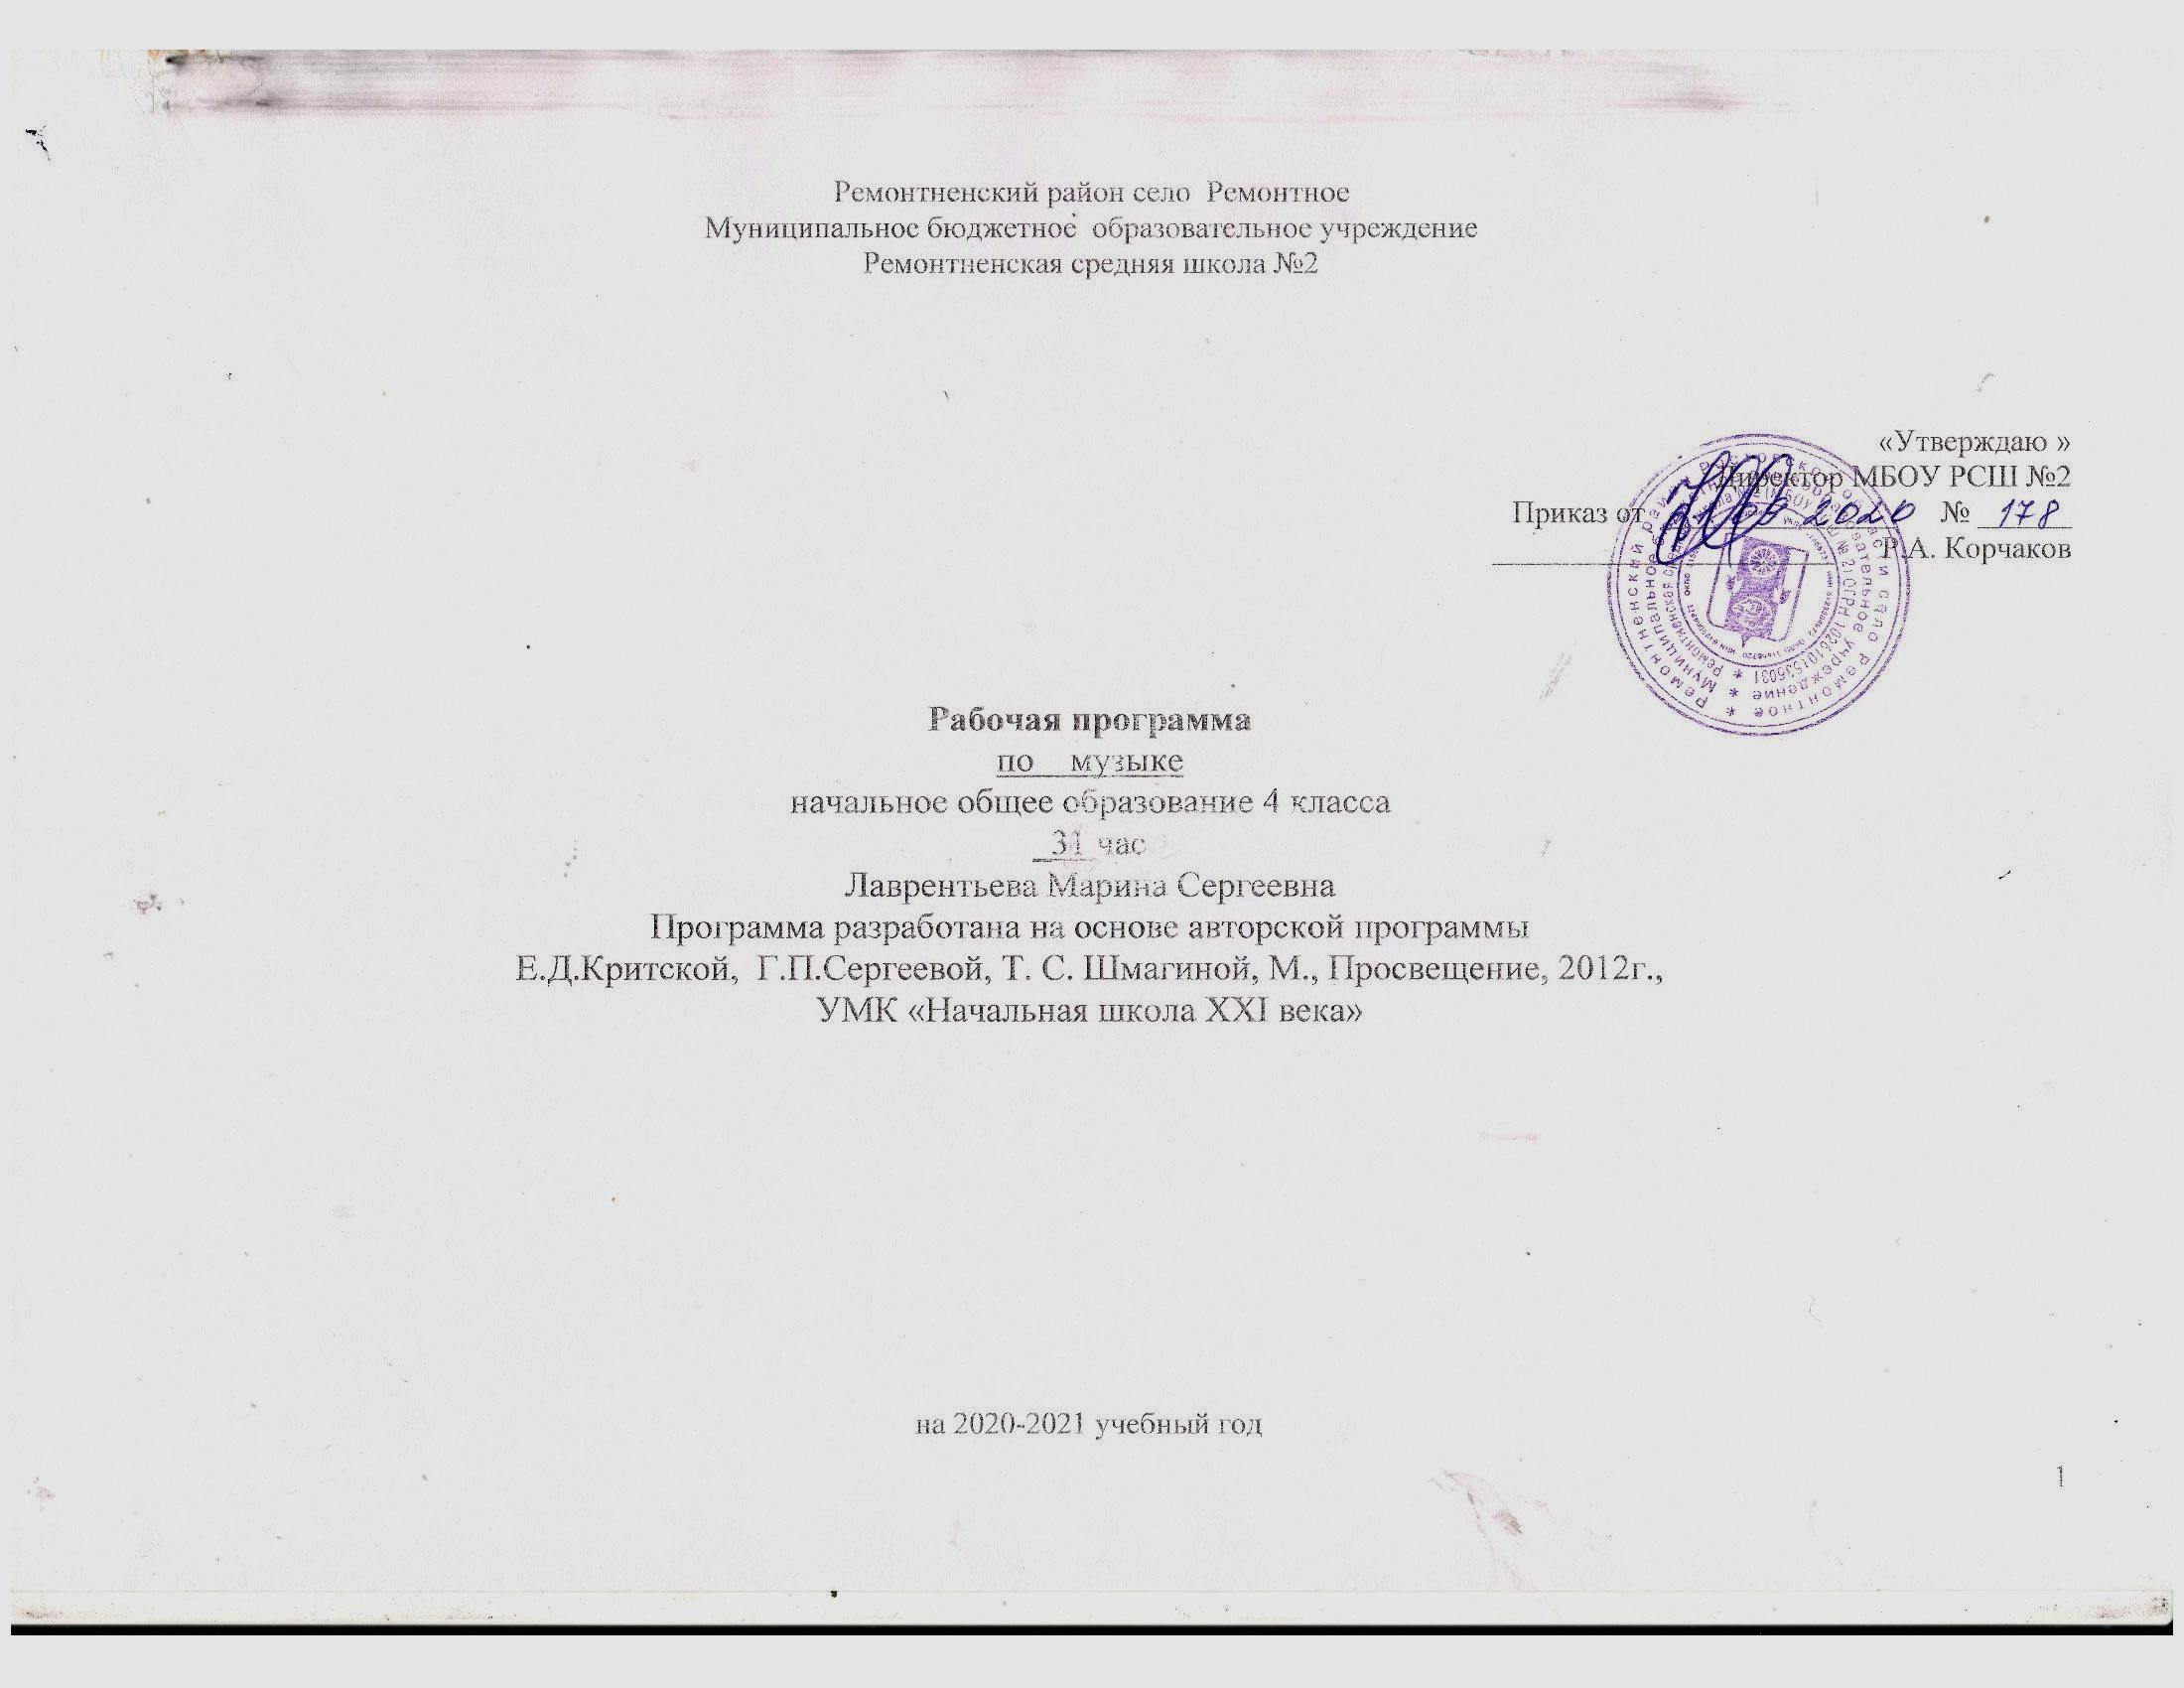 Ремонтненский район село  Ремонтное
Муниципальное бюджетное  образовательное учреждение
Ремонтненская средняя школа №2
«Утверждаю »
Директор МБОУ РСШ №2
Приказ от 2020 № 178
Р.А. Корчаков
Рабочая программа
по    музыке
начальное общее образование 4 класса
31 час
Лаврентьева Марина Сергеевна
Программа разработана на основе авторской программы
Е.Д.Критской,  Г.П.Сергеевой, Т. С. Шмагиной, М., Просвещение, 2012г.,
УМК «Начальная школа XXI века»
на 2020-2021 учебный год
1